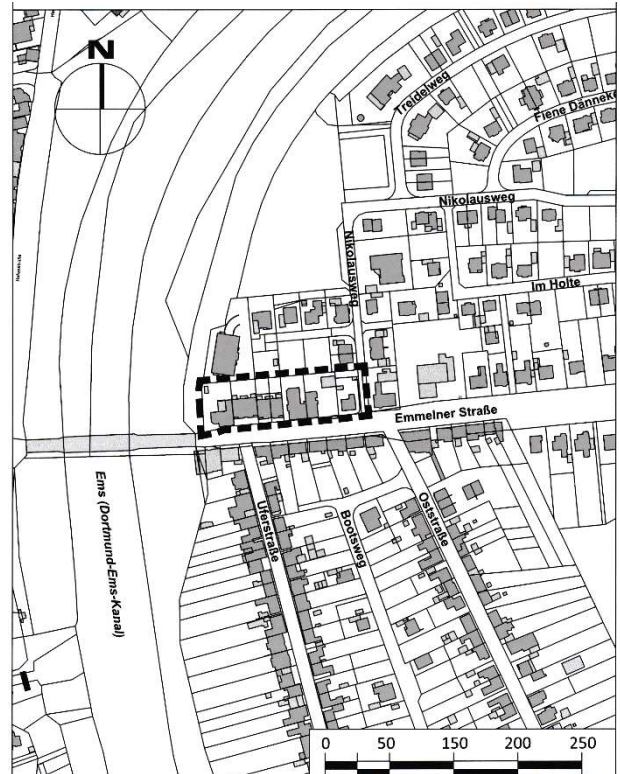 N
Treidelweg
Fiene Danneke
Nikolausweg
Nikolausweg
Im Holte
Emmelner Straße
Ems (Dortmund-Ems-Kanal)
Uferstraße
Bootsweg
Oststraße
0 50 150 200 250